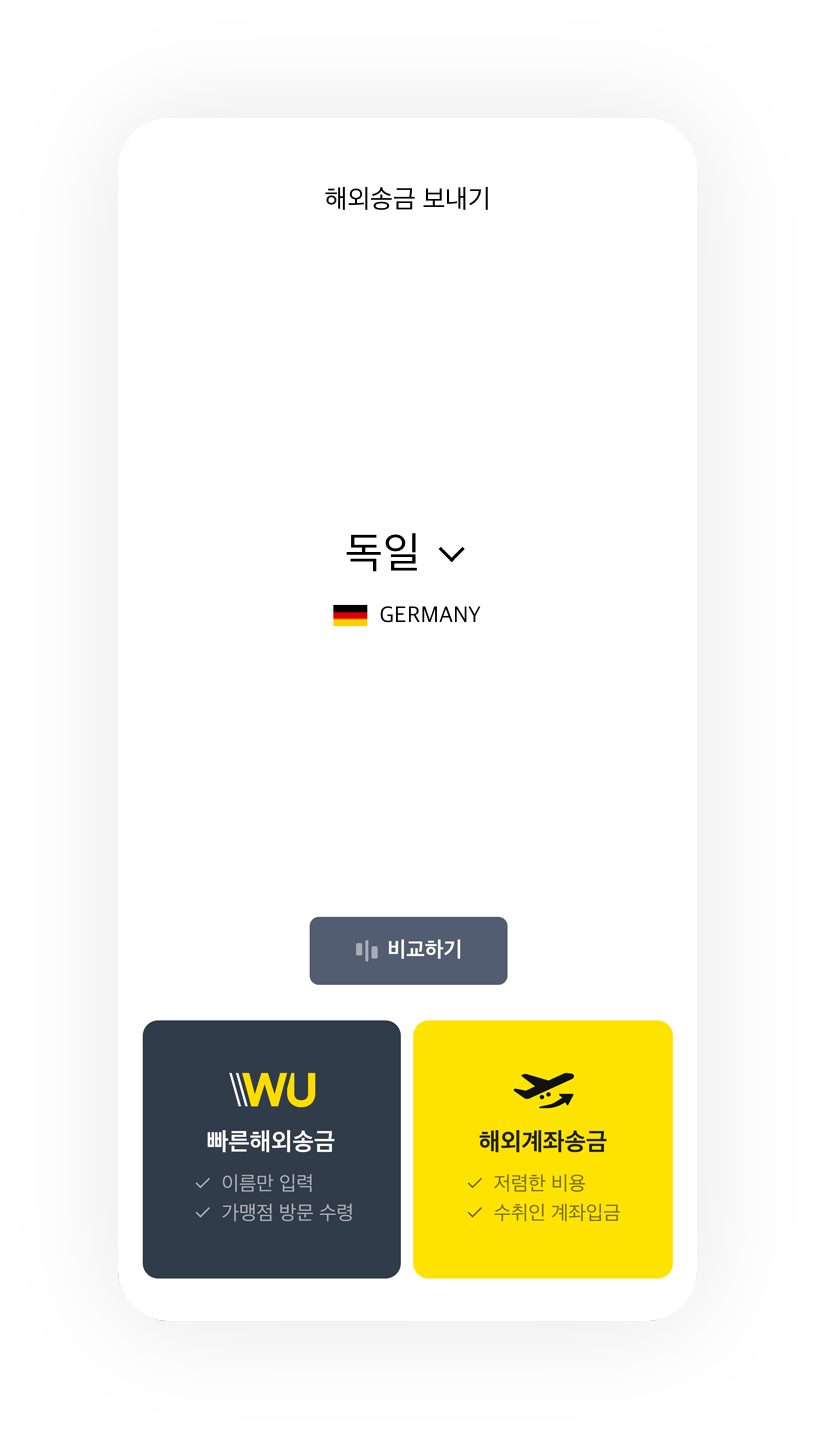 해외송금 보내기
독일
GERMANY
비교하기
WU
빠른해외송금
이름만 입력
가맹점 방문 수령
해외계좌송금
저렴한 비용
수취인 계좌입금